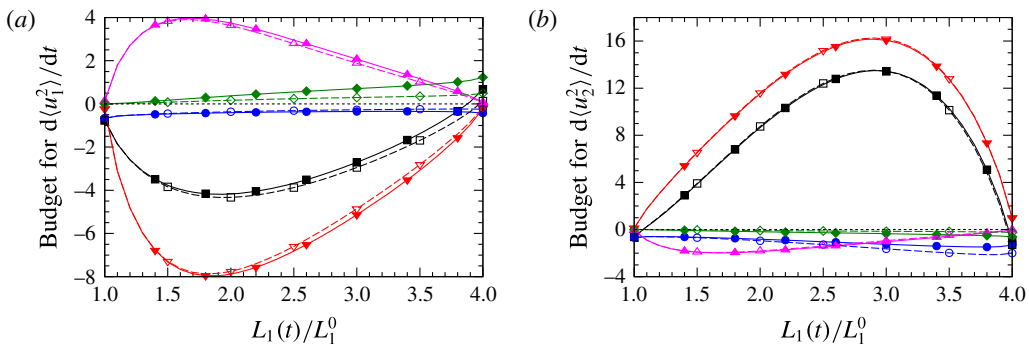 (a)
Budget for d⟨u₁²⟩/dt
4
2
0
−2
−4
−6
−8
1.0 1.5 2.0 2.5 3.0 3.5 4.0
L₁(t)/L₁⁰
(b)
Budget for d⟨u₂²⟩/dt
16
12
8
4
0
−4
1.0 1.5 2.0 2.5 3.0 3.5 4.0
L₁(t)/L₁⁰